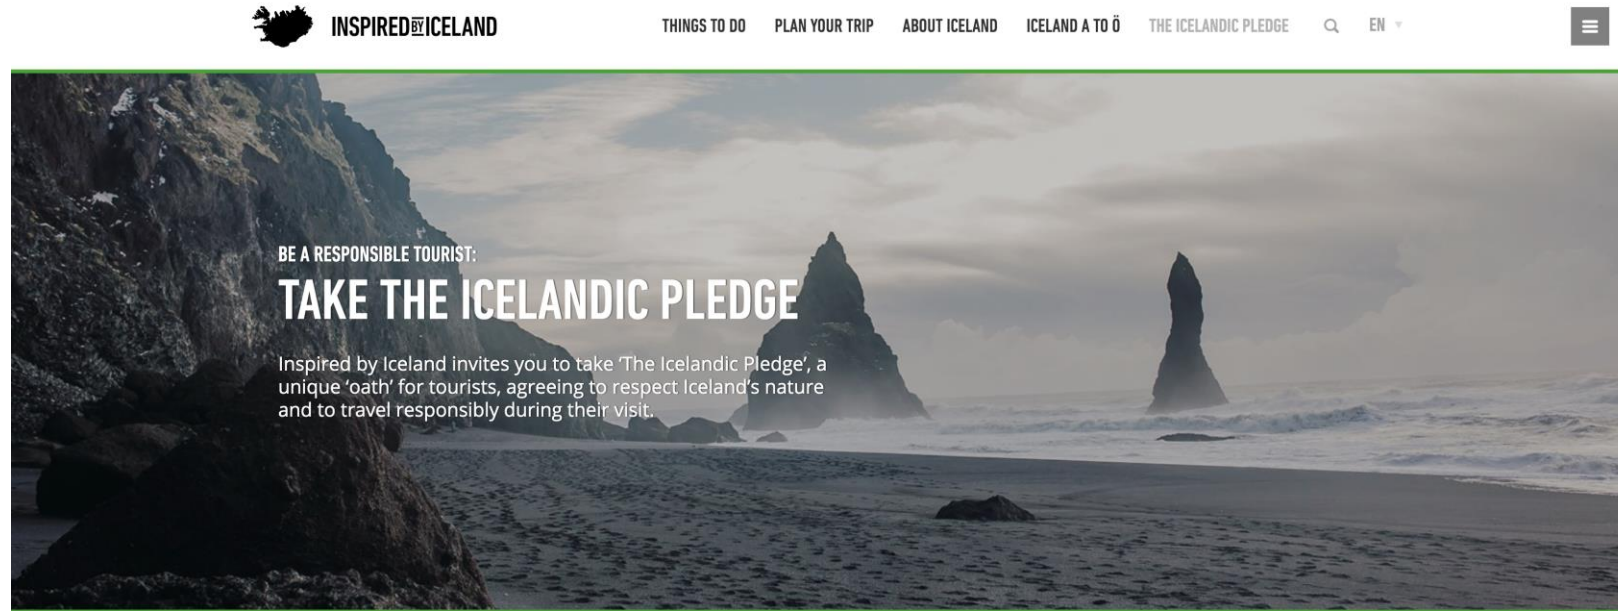 INSPIRED BY ICELAND
THINGS TO DO
PLAN YOUR TRIP
ABOUT ICELAND
ICELAND A TO Ö
THE ICELANDIC PLEDGE
EN
BE A RESPONSIBLE TOURIST:
TAKE THE ICELANDIC PLEDGE
Inspired by Iceland invites you to take ‘The Icelandic Pledge’, a
unique ‘oath’ for tourists, agreeing to respect Iceland’s nature
and to travel responsibly during their visit.